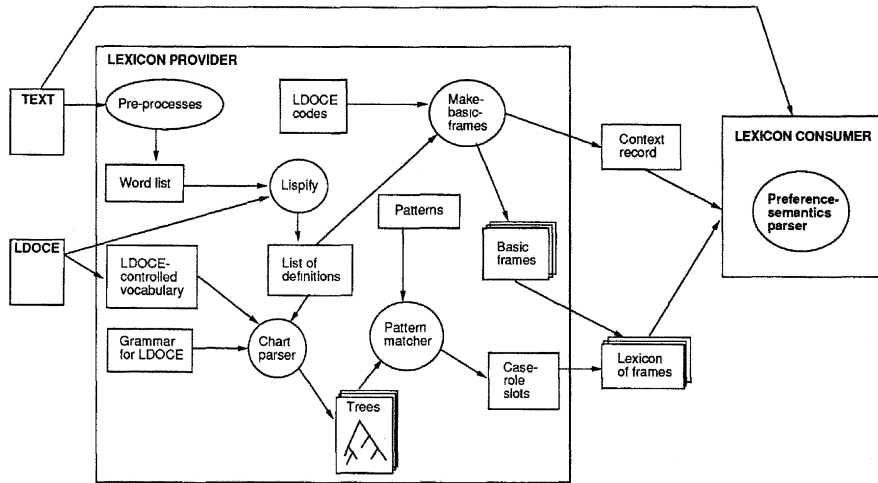 LEXICON PROVIDER
TEXT
Pre-processes
LDOCE
codes
Make-
basic-
frames
LEXICON CONSUMER
Context
record
Word list
Lispify
Preference-
semantics
parser
Patterns
LDOCE
LDOCE-
controlled
vocabulary
List of
definitions
Basic
frames
Grammar
for LDOCE
Chart
parser
Pattern
matcher
Case-
role
slots
Lexicon
of frames
Trees